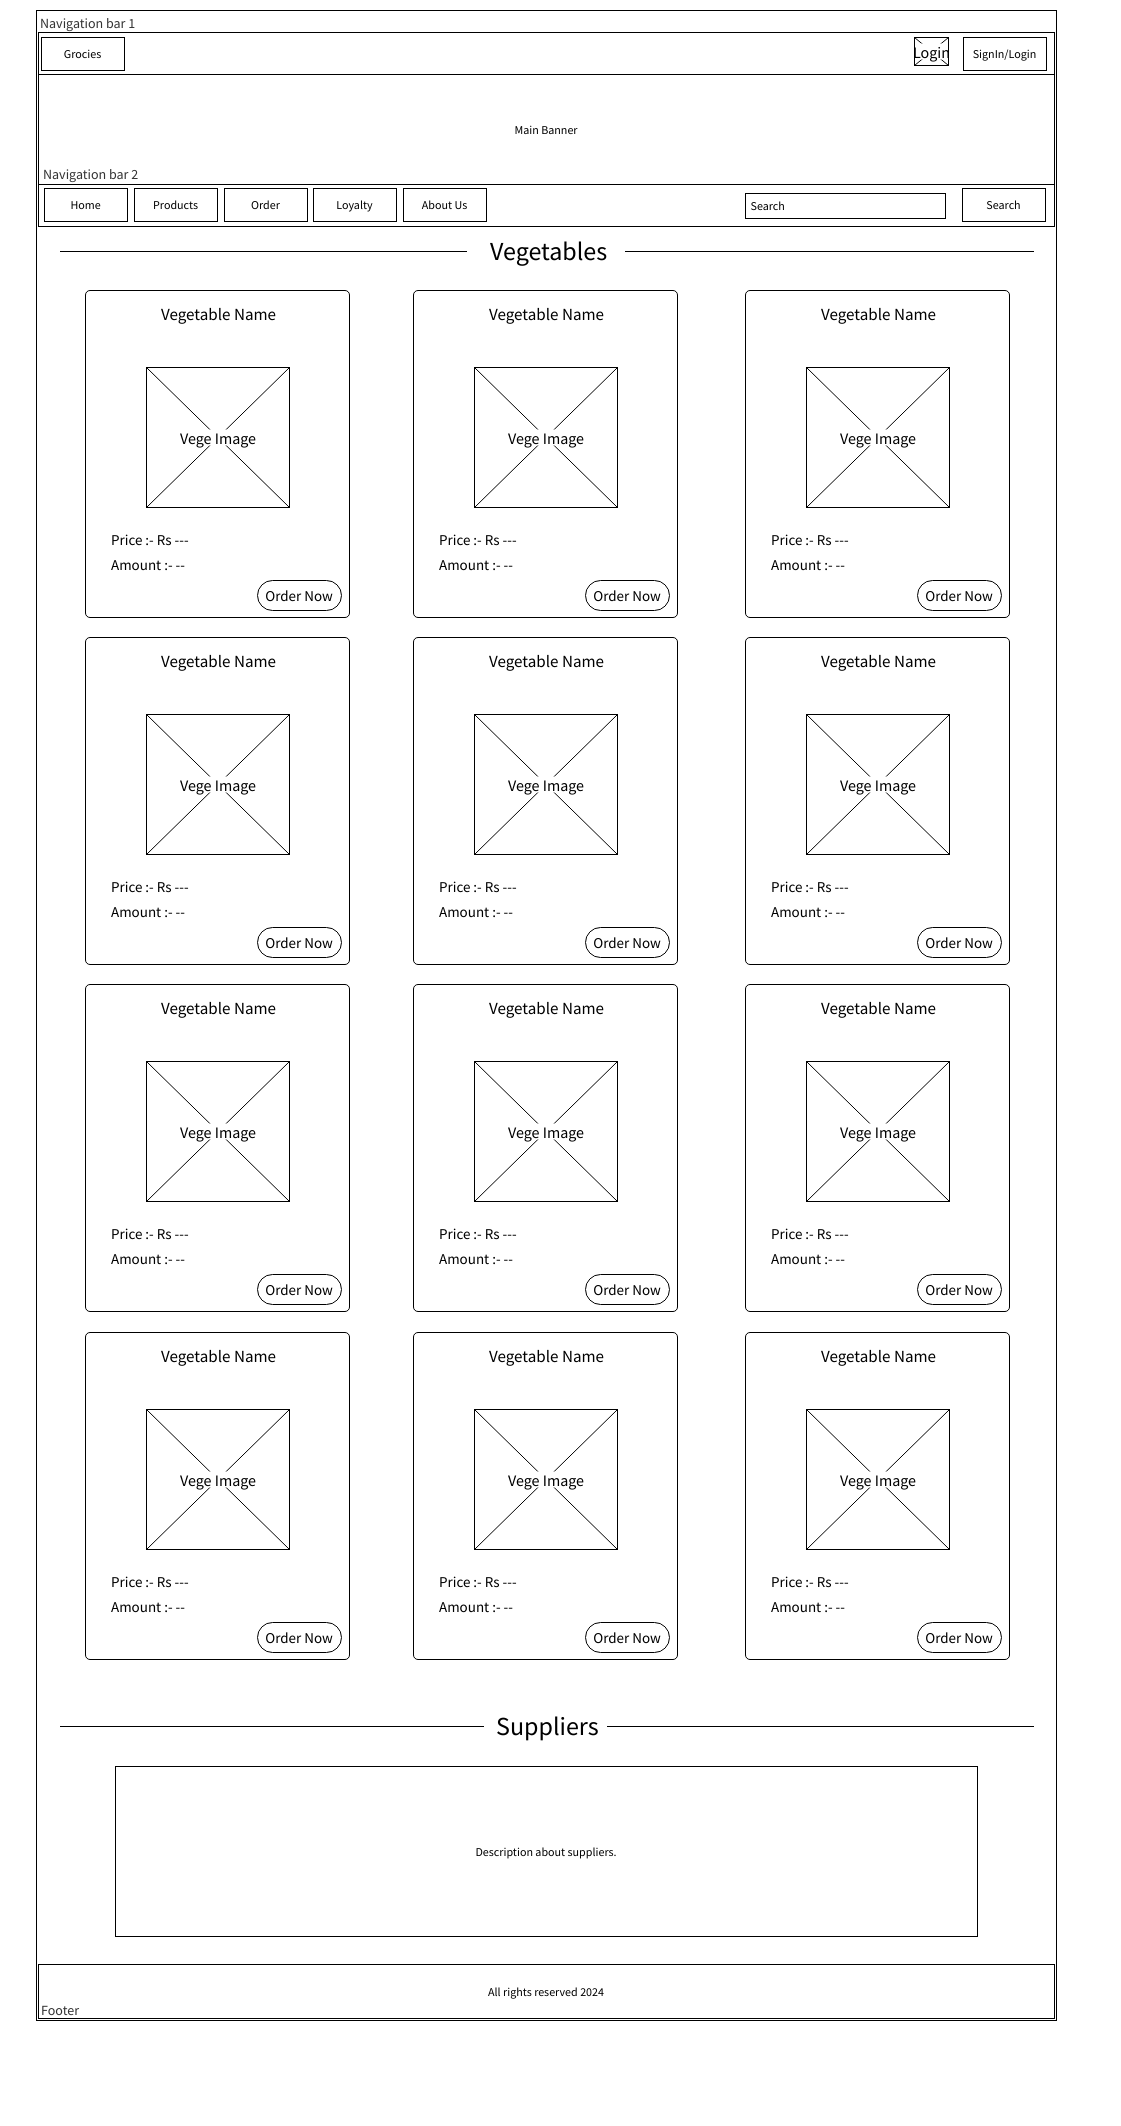 Navigation bar 1
Grocies
Login
SignIn/Login
Main Banner
Navigation bar 2
Home Products Order Loyalty About Us Search Search
Vegetables
Vegetable Name Vegetable Name Vegetable Name
Vege Image Vege Image Vege Image
Price :- Rs --- Price :- Rs --- Price :- Rs ---
Amount :- -- Amount :- -- Amount :- --
Order Now Order Now Order Now
Vegetable Name Vegetable Name Vegetable Name
Vege Image Vege Image Vege Image
Price :- Rs --- Price :- Rs --- Price :- Rs ---
Amount :- -- Amount :- -- Amount :- --
Order Now Order Now Order Now
Vegetable Name Vegetable Name Vegetable Name
Vege Image Vege Image Vege Image
Price :- Rs --- Price :- Rs --- Price :- Rs ---
Amount :- -- Amount :- -- Amount :- --
Order Now Order Now Order Now
Vegetable Name Vegetable Name Vegetable Name
Vege Image Vege Image Vege Image
Price :- Rs --- Price :- Rs --- Price :- Rs ---
Amount :- -- Amount :- -- Amount :- --
Order Now Order Now Order Now
Suppliers
Description about suppliers.
All rights reserved 2024
Footer